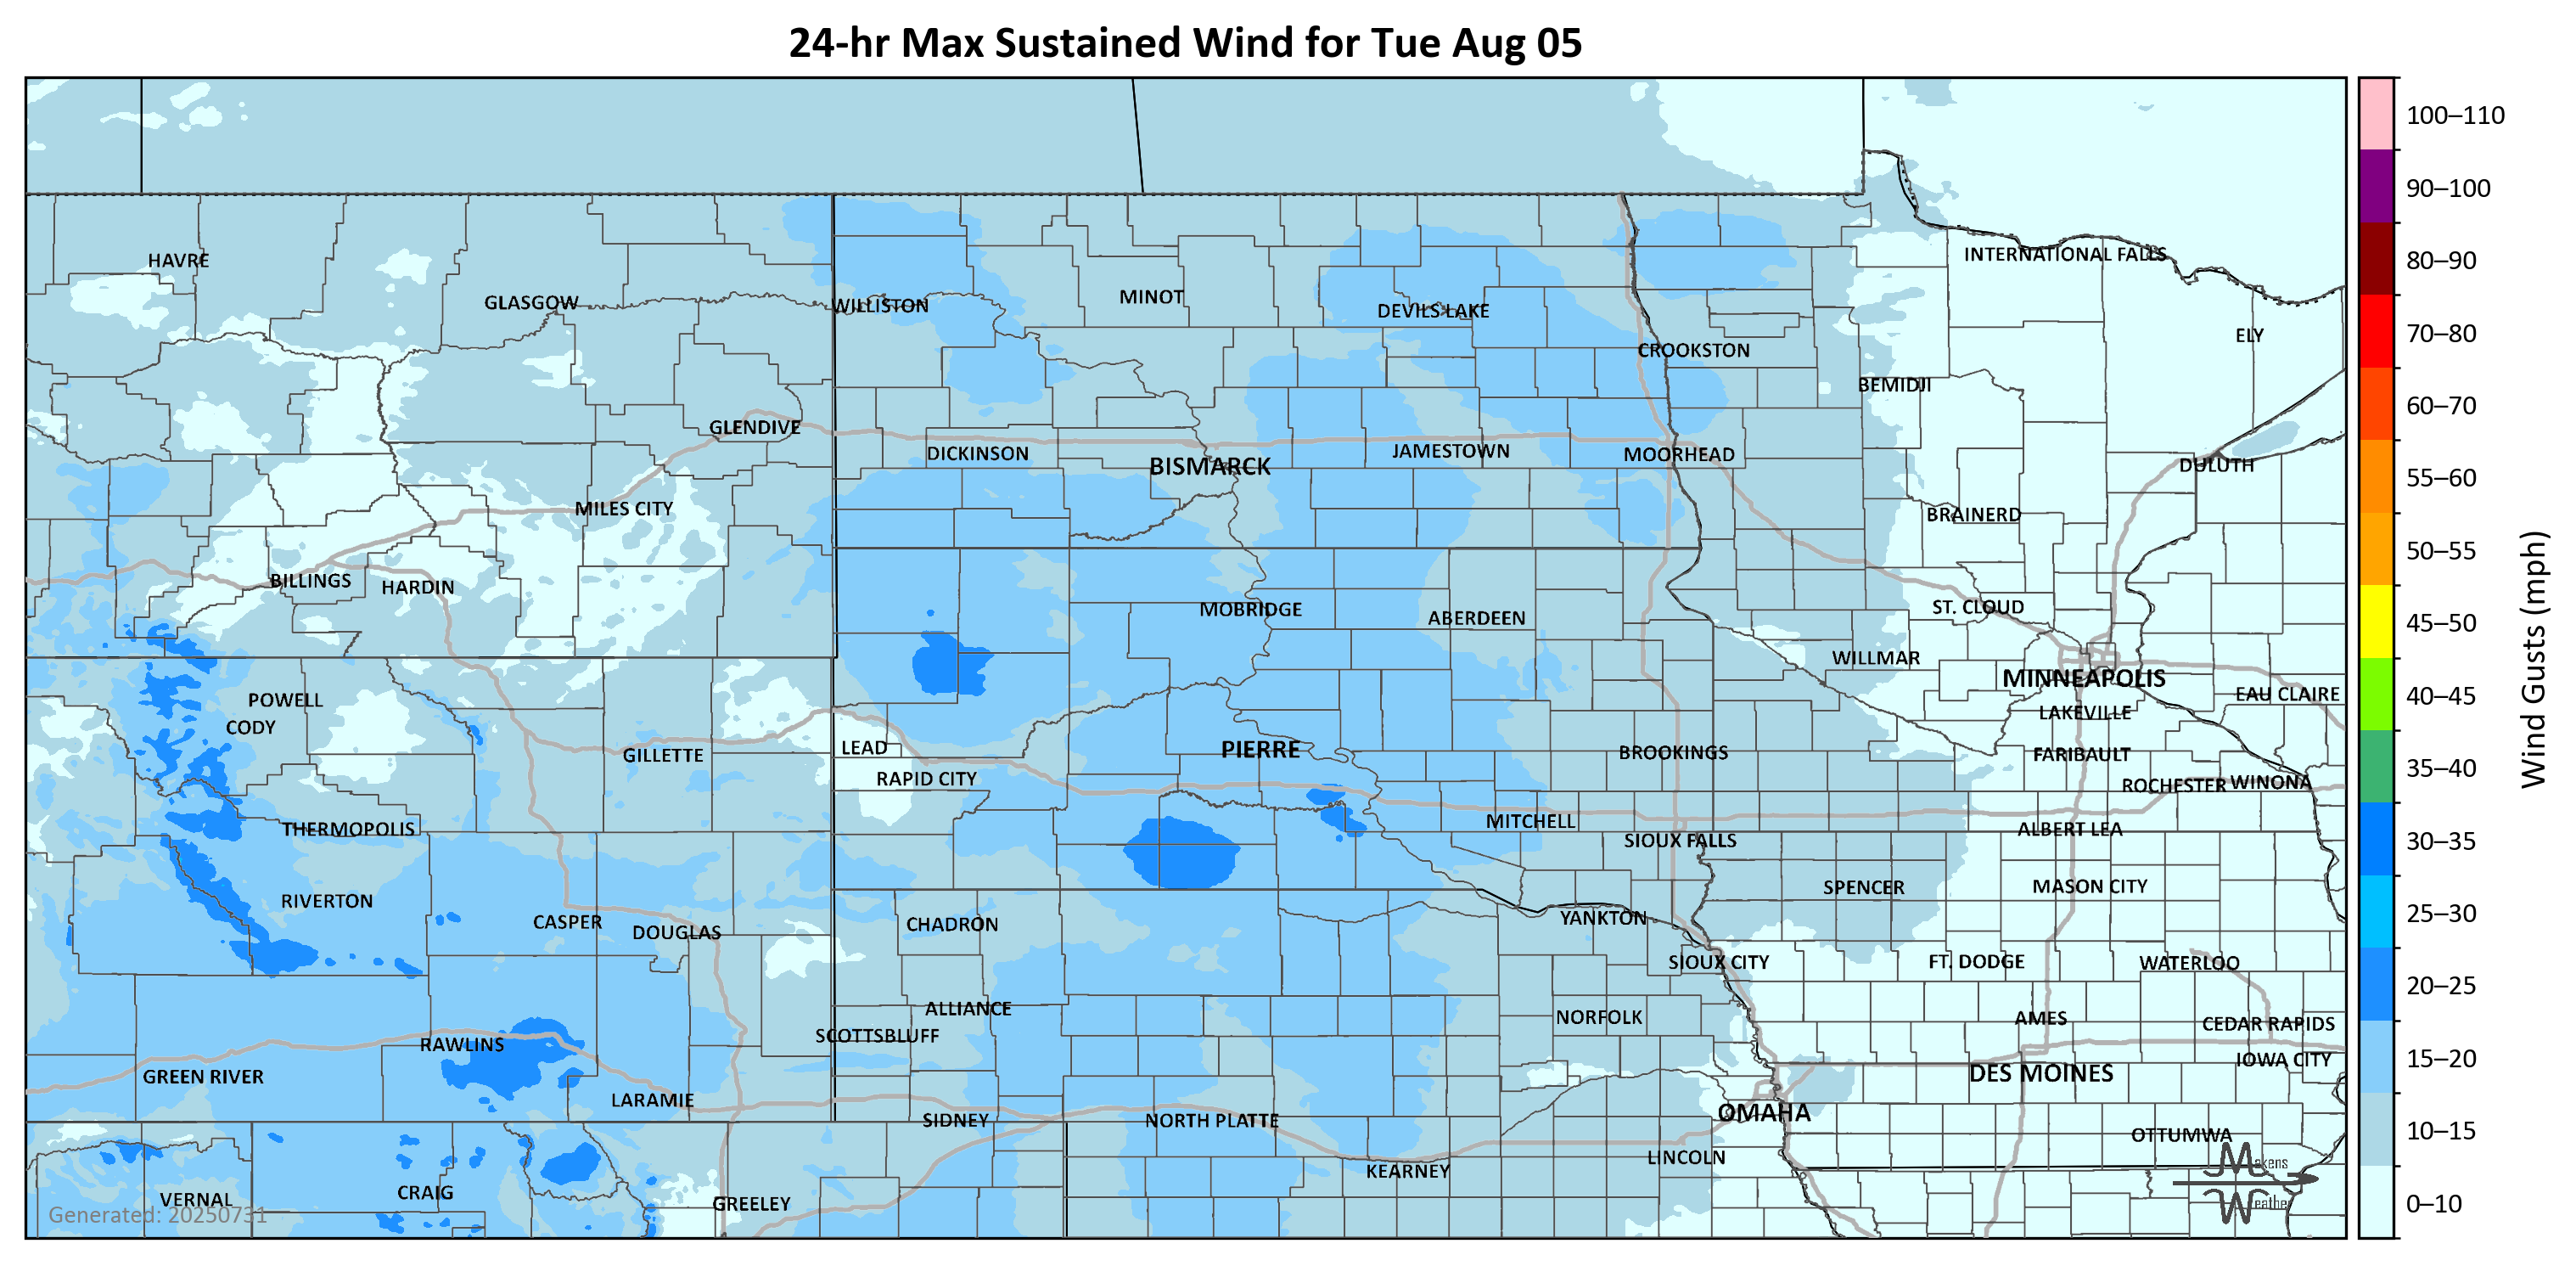 24-hr Max Sustained Wind for Tue Aug 05
100–110
90–100
80–90
70–80
60–70
55–60
50–55
45–50
40–45
35–40
30–35
25–30
20–25
15–20
10–15
0–10
Wind Gusts (mph)
HAVRE
INTERNATIONAL FALLS
GLASGOW
WILLISTON
MINOT
DEVILS LAKE
ELY
CROOKSTON
BEMIDJI
GLENDIVE
DICKINSON
BISMARCK
JAMESTOWN
MOORHEAD
DULUTH
MILES CITY
BRAINERD
BILLINGS
HARDIN
MOBRIDGE
ABERDEEN
ST. CLOUD
WILLMAR
MINNEAPOLIS
EAU CLAIRE
POWELL
CODY
LAKEVILLE
GILLETTE
LEAD
RAPID CITY
PIERRE
BROOKINGS
FARIBAULT
ROCHESTER
WINONA
THERMOPOLIS
MITCHELL
SIOUX FALLS
ALBERT LEA
RIVERTON
CASPER
DOUGLAS
CHADRON
YANKTON
SPENCER
MASON CITY
SIOUX CITY
FT. DODGE
WATERLOO
ALLIANCE
SCOTTSBLUFF
NORFOLK
AMES
CEDAR RAPIDS
RAWLINS
GREEN RIVER
IOWA CITY
DES MOINES
LARAMIE
SIDNEY
NORTH PLATTE
OMAHA
OTTUMWA
KEARNEY
LINCOLN
VERNAL
CRAIG
GREELEY
Makens
Weather
Generated: 20250731